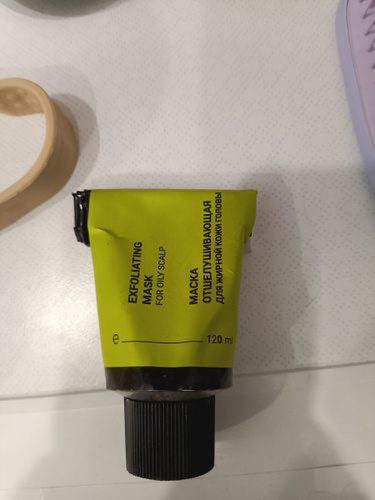 EXFOLIATING
MASK
FOR OILY SCALP
МАСКА
ОТШЕЛУШИВАЮЩАЯ
ДЛЯ ЖИРНОЙ КОЖИ ГОЛОВЫ
℮ 120 ml